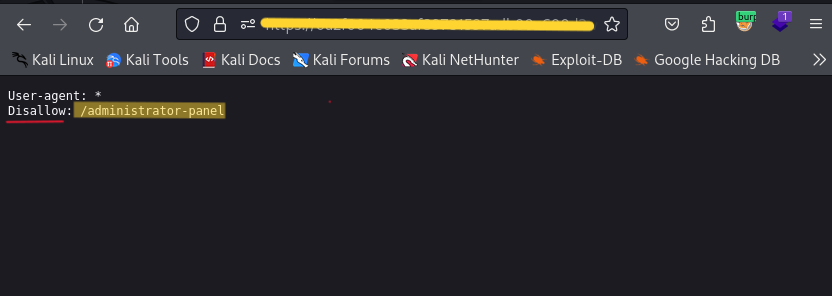 burp
1
Kali Linux
Kali Tools
Kali Docs
Kali Forums
Kali NetHunter
Exploit-DB
Google Hacking DB
User-agent: *
Disallow: /administrator-panel